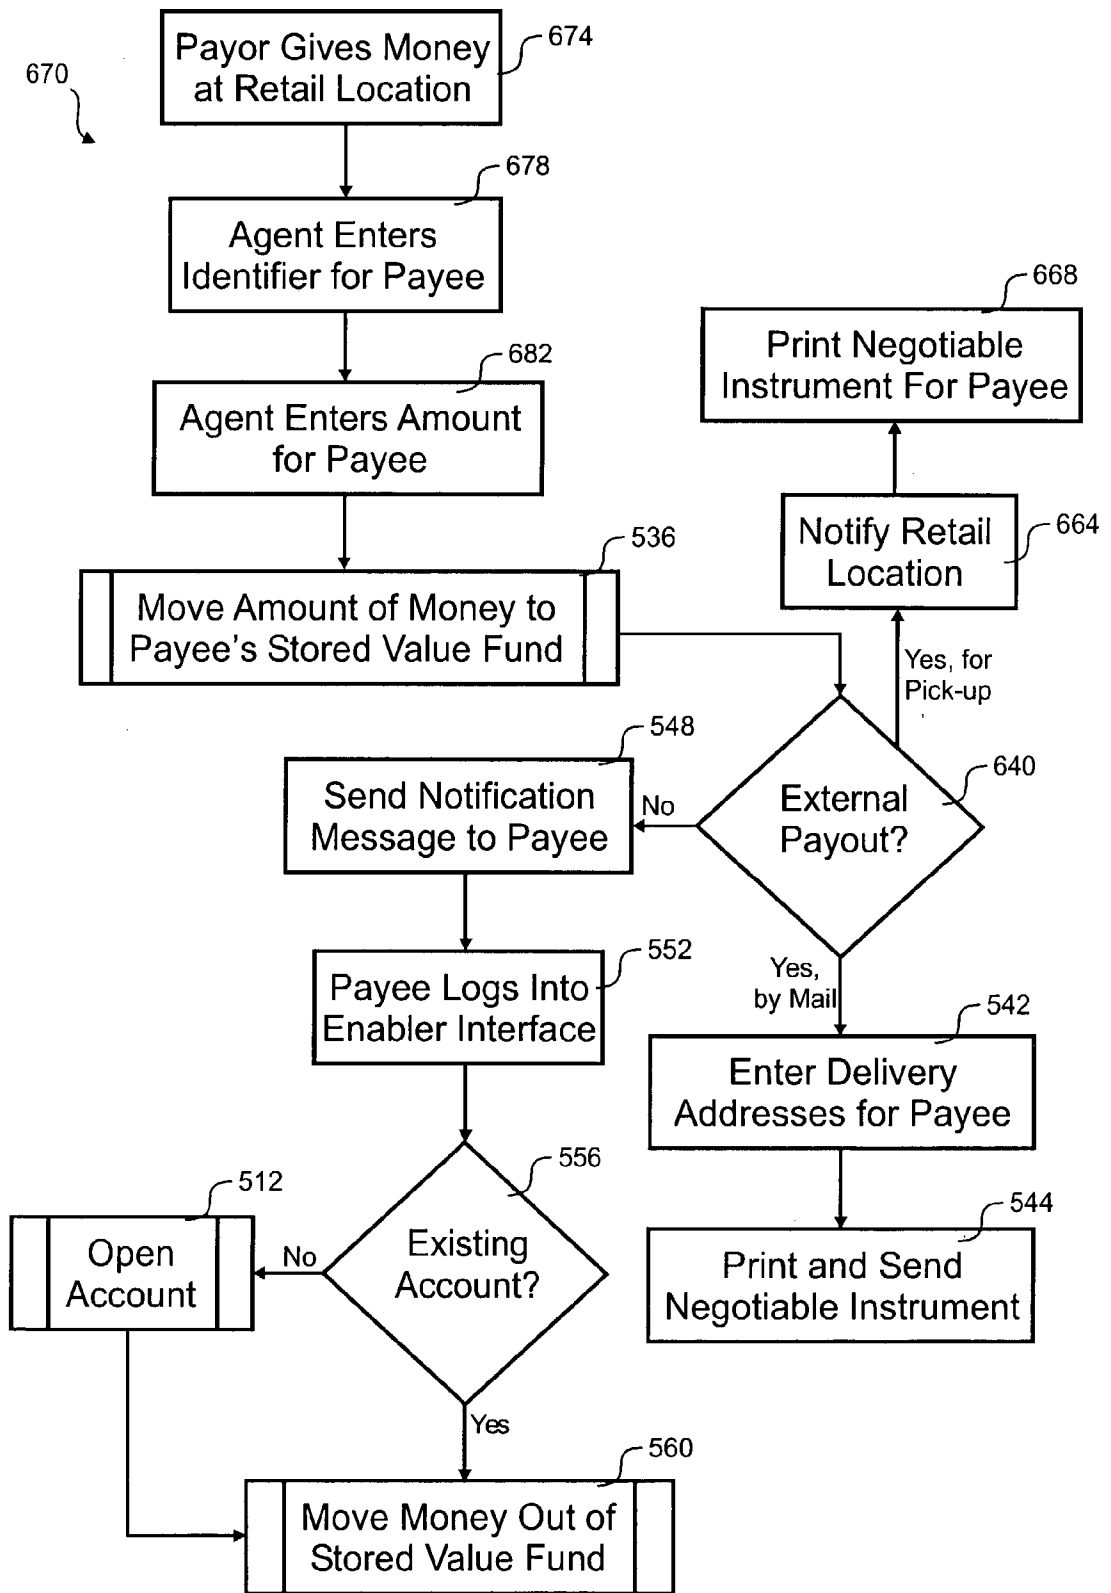 674
Payor Gives Money
at Retail Location
670
678
Agent Enters
Identifier for Payee
668
Print Negotiable
Instrument For Payee
682
Agent Enters Amount
for Payee
664
Notify Retail
Location
536
Move Amount of Money to
Payee's Stored Value Fund
Yes, for
Pick-up
548
Send Notification
Message to Payee
No
640
External
Payout?
552
Payee Logs Into
Enabler Interface
Yes,
by Mail
542
Enter Delivery
Addresses for Payee
556
Existing
Account?
512
Open
Account
No
544
Print and Send
Negotiable Instrument
Yes
560
Move Money Out of
Stored Value Fund